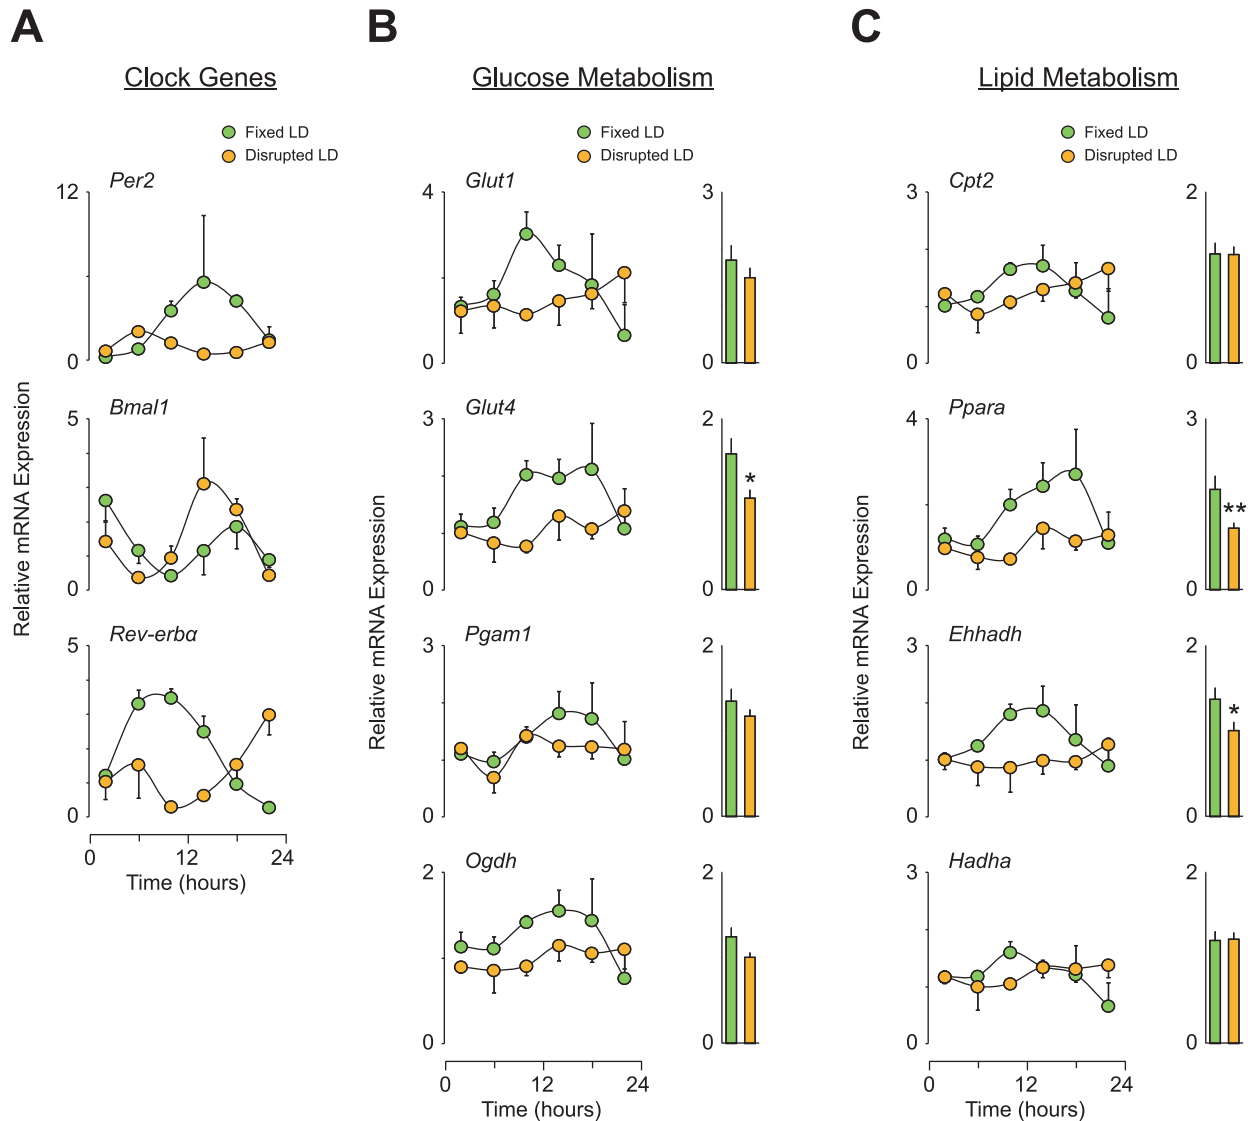 A
Clock Genes
Fixed LD
Disrupted LD
Relative mRNA Expression
Per2
12
0
Bmal1
5
0
Rev-erbα
5
0
0
12
24
Time (hours)
B
Glucose Metabolism
Fixed LD
Disrupted LD
Relative mRNA Expression
Glut1
4
0
3
0
Glut4
3
0
2
0
*
Pgam1
3
0
2
0
Ogdh
2
0
2
0
0
12
24
Time (hours)
C
Lipid Metabolism
Fixed LD
Disrupted LD
Relative mRNA Expression
Cpt2
3
0
2
0
Ppara
4
0
3
0
**
Ehhadh
3
0
2
0
*
Hadha
3
0
2
0
0
12
24
Time (hours)